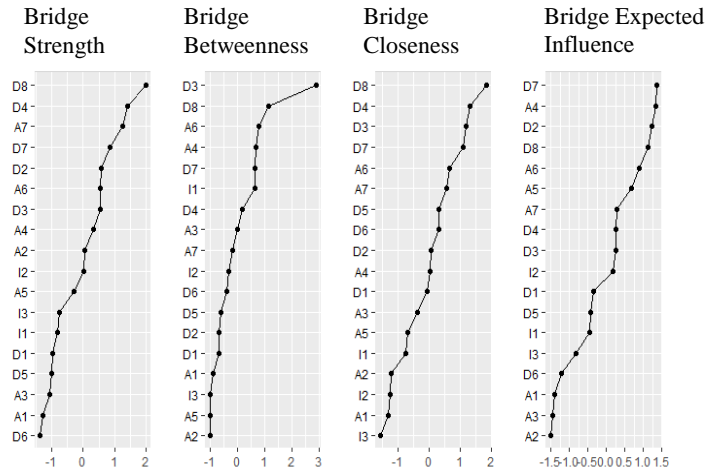 Bridge
Strength
D8
D4
A7
D7
D2
A6
D3
A4
A2
I2
A5
I3
I1
D1
D5
A3
A1
D6
-1 0 1 2
Bridge
Betweenness
D3
D8
A6
A4
D7
I1
D4
A3
A7
I2
D6
D5
D2
D1
A1
I3
A5
A2
-1 0 1 2 3
Bridge
Closeness
D8
D4
D3
D7
A6
A7
D5
D6
D2
A4
D1
A3
A5
I1
A2
I2
A1
I3
-1 0 1 2
Bridge Expected
Influence
D7
A4
D2
D8
A6
A5
A7
D4
D3
I2
D1
D5
I1
I3
D6
A1
A3
A2
-1.5-1.0-0.50.0 0.5 1.0 1.5